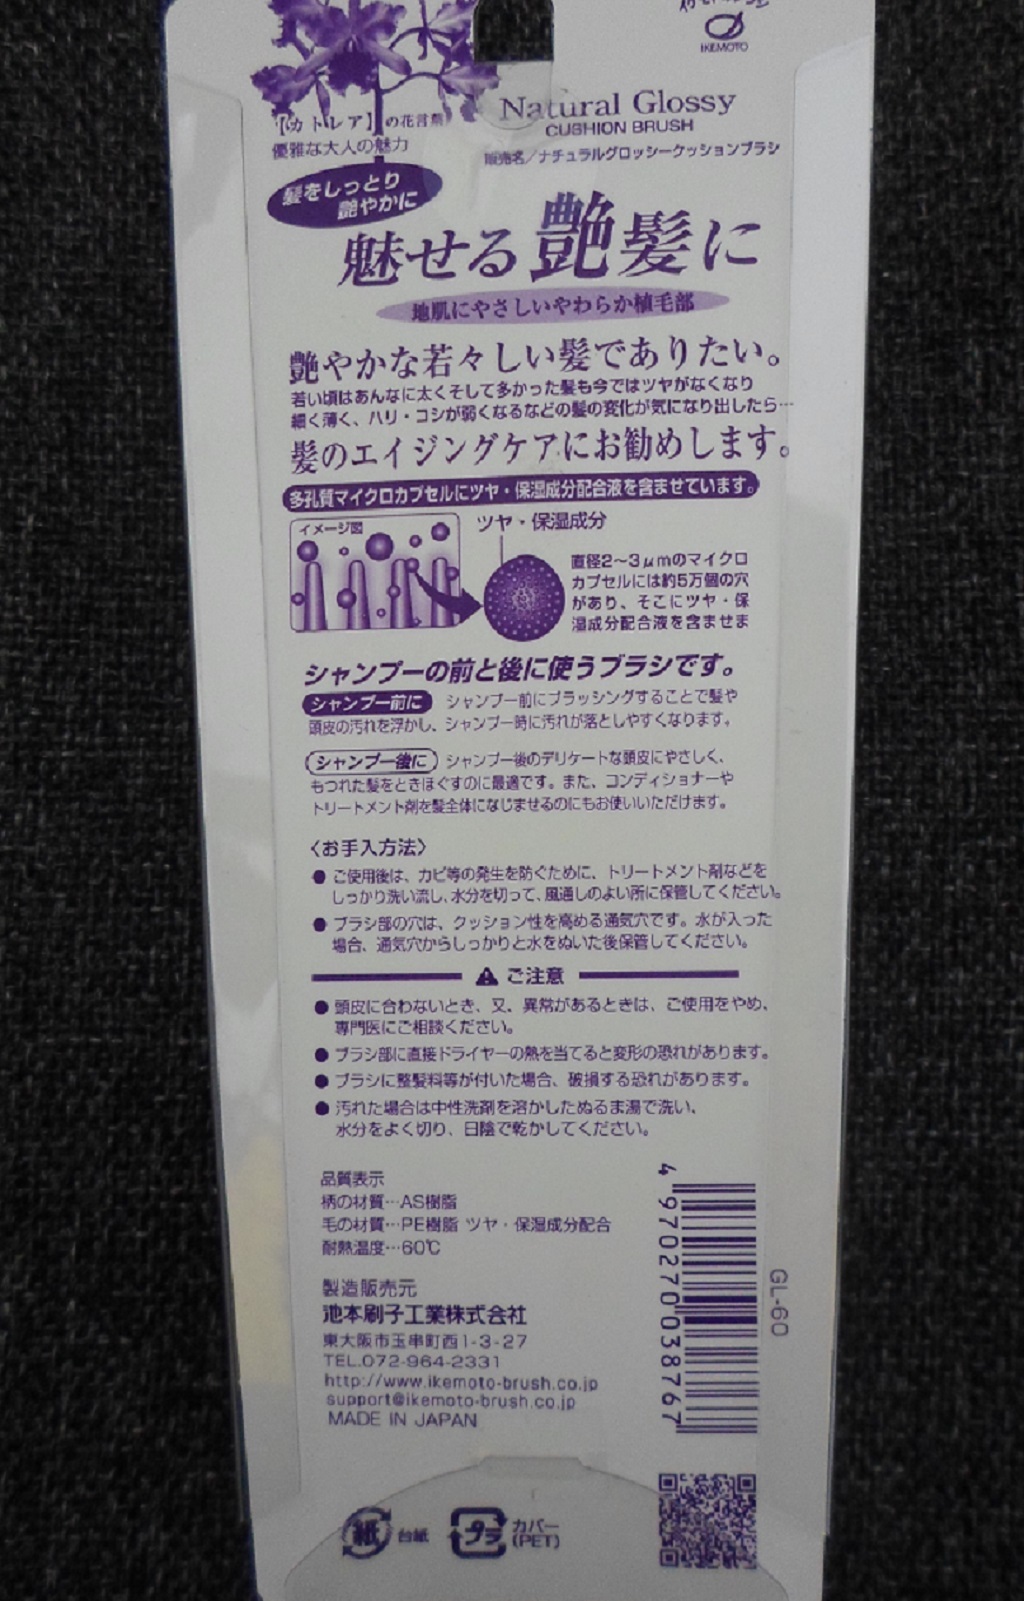 IKEMOTO
Natural Glossy
CUSHION BRUSH
販売名/ナチュラルグロッシークッションブラシ
【カトレア】の花言葉
優雅な大人の魅力
髪をしっとり
艶やかに
魅せる艶髪に
地肌にやさしいやわらか植毛部
艶やかな若々しい髪でありたい。
若い頃はあんなに太くそして多かった髪も今ではツヤがなくなり
細く薄く、ハリ・コシが弱くなるなどの髪の変化が気になり出したら…
髪のエイジングケアにお勧めします。
多孔質マイクロカプセルにツヤ・保湿成分配合液を含ませています。
イメージ図
ツヤ・保湿成分
直径2〜3μmのマイクロ
カプセルには約5万個の穴
があり、そこにツヤ・保
湿成分配合液を含ませま
シャンプーの前と後に使うブラシです。
シャンプー前に シャンプー前にブラッシングすることで髪や
頭皮の汚れを浮かし、シャンプー時に汚れが落としやすくなります。
シャンプー後に シャンプー後のデリケートな頭皮にやさしく、
もつれた髪をときほぐすのに最適です。また、コンディショナーや
トリートメント剤を髪全体になじませるのにもお使いいただけます。
〈お手入方法〉
● ご使用後は、カビ等の発生を防ぐために、トリートメント剤などを
しっかり洗い流し、水分を切って、風通しのよい所に保管してください。
● ブラシ部の穴は、クッション性を高める通気穴です。水が入った
場合、通気穴からしっかりと水をぬいた後保管してください。
ご注意
● 頭皮に合わないとき、又、異常があるときは、ご使用をやめ、
専門医にご相談ください。
● ブラシ部に直接ドライヤーの熱を当てると変形の恐れがあります。
● ブラシに整髪料等が付いた場合、破損する恐れがあります。
● 汚れた場合は中性洗剤を溶かしたぬるま湯で洗い、
水分をよく切り、日陰で乾かしてください。
品質表示
柄の材質…AS樹脂
毛の材質…PE樹脂 ツヤ・保湿成分配合
耐熱温度…60℃
製造販売元
池本刷子工業株式会社
東大阪市玉串町西1-3-27
TEL.072-964-2331
http://www.ikemoto-brush.co.jp
support@ikemoto-brush.co.jp
MADE IN JAPAN
4 970270 038767
GL-60
紙 台紙
プラ カバー
(PET)